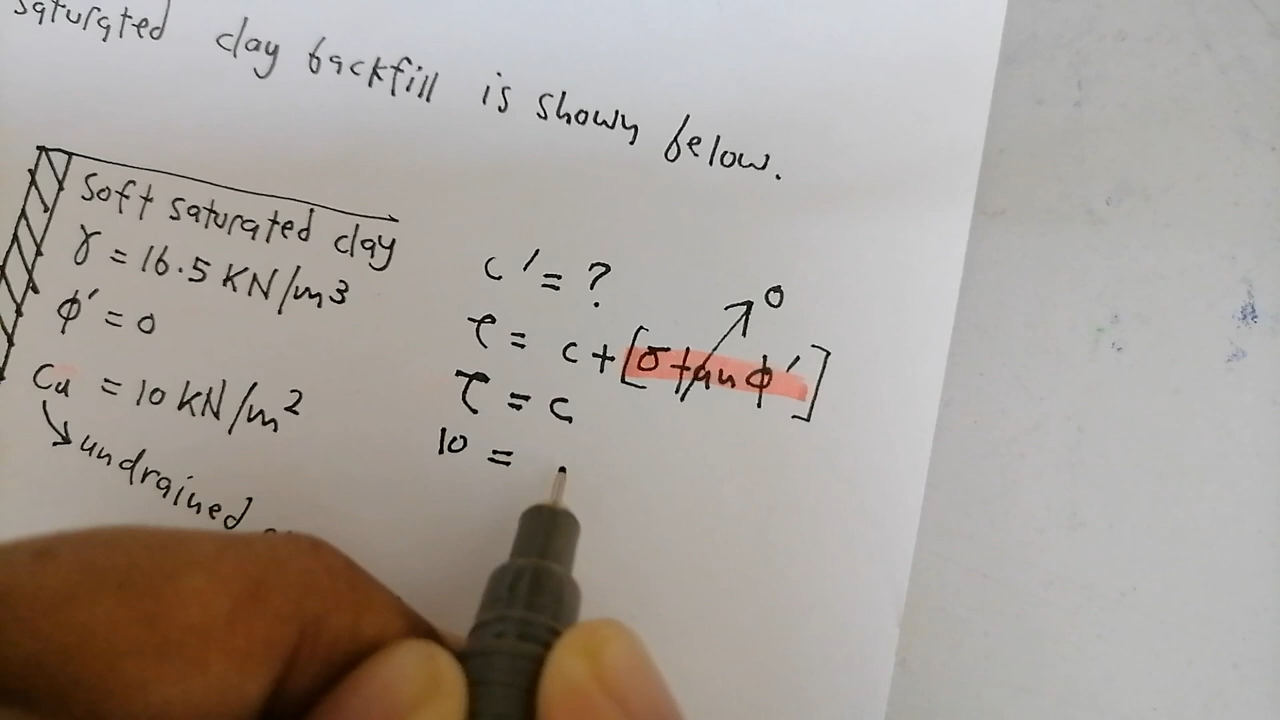 saturated clay backfill is shown below.
soft saturated clay
γ = 16.5 KN/m³
ϕ' = 0
Cu = 10 KN/m²
undrained
c' = ?
0
τ = c + [σ tan ϕ']
τ = c
10 =